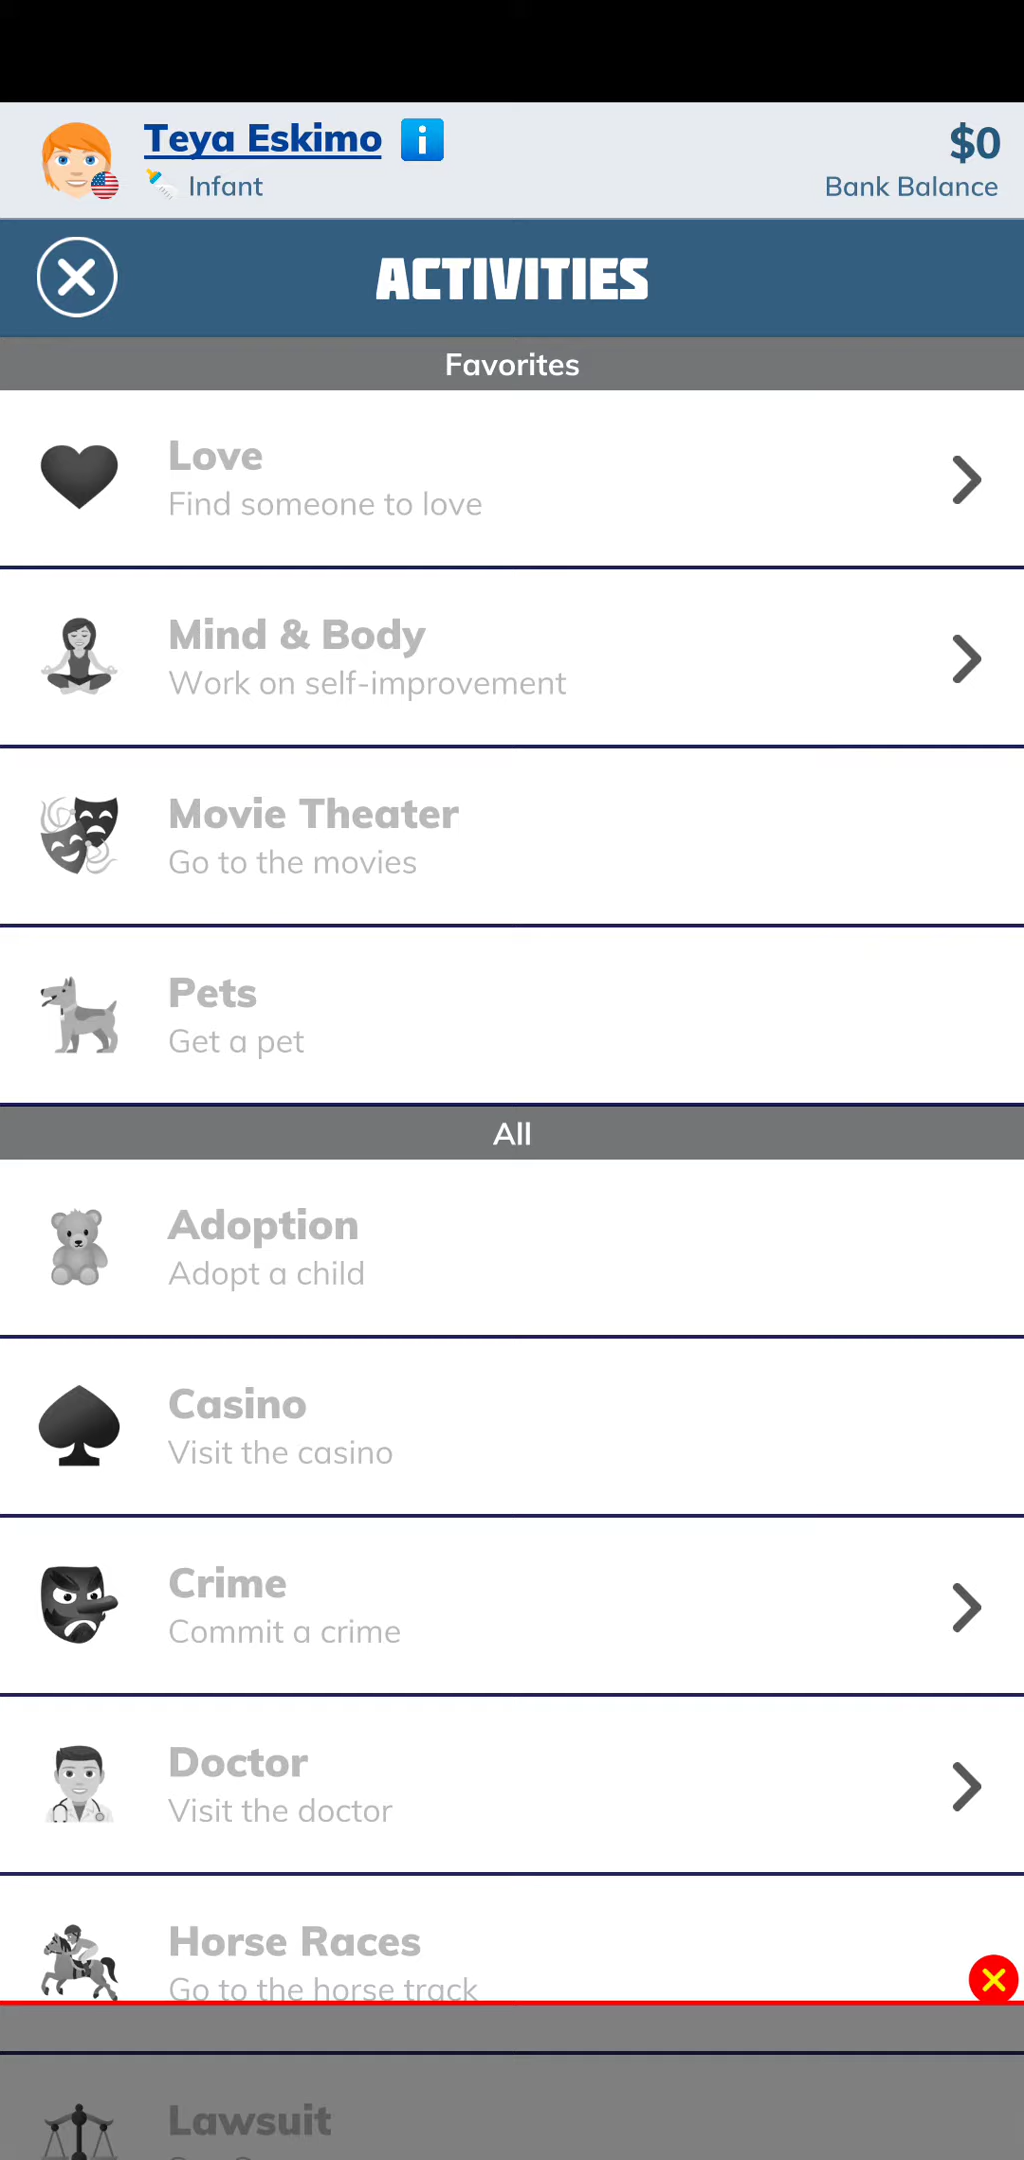 Teya Eskimo
Infant
$0
Bank Balance
ACTIVITIES
Favorites
Love
Find someone to love
Mind & Body
Work on self-improvement
Movie Theater
Go to the movies
Pets
Get a pet
All
Adoption
Adopt a child
Casino
Visit the casino
Crime
Commit a crime
Doctor
Visit the doctor
Horse Races
Go to the horse track
Lawsuit